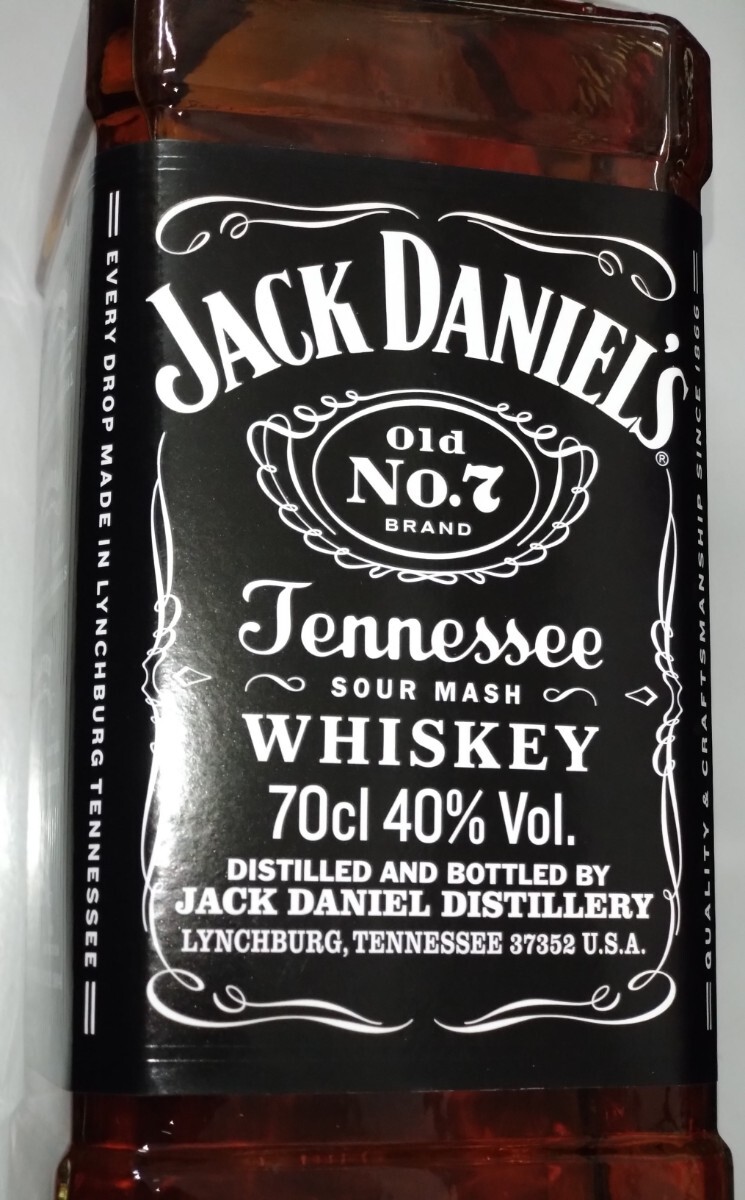 JACK DANIEL'S
®
Old
No.7
BRAND
Tennessee
SOUR MASH
WHISKEY
70cl 40% Vol.
DISTILLED AND BOTTLED BY
JACK DANIEL DISTILLERY
LYNCHBURG, TENNESSEE 37352 U.S.A.
EVERY DROP MADE IN LYNCHBURG TENNESSEE
QUALITY & CRAFTSMANSHIP SINCE 1866